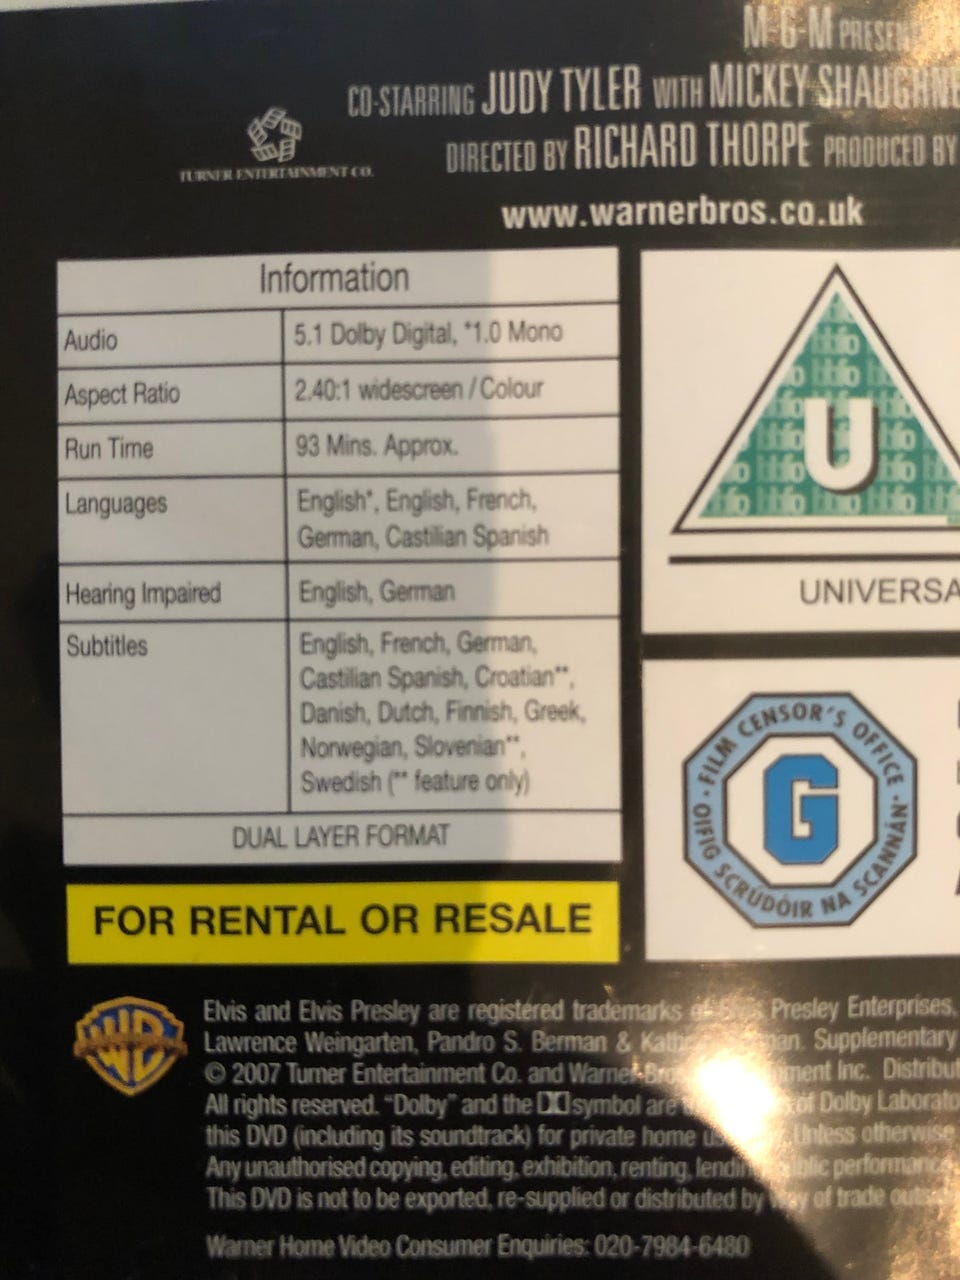 M-G-M PRESEN
CO-STARRING JUDY TYLER WITH MICKEY SHAUGHNE
DIRECTED BY RICHARD THORPE PRODUCED BY
TURNER ENTERTAINMENT CO.
www.warnerbros.co.uk
Information
Audio 5.1 Dolby Digital, *1.0 Mono
Aspect Ratio 2.40:1 widescreen / Colour
Run Time 93 Mins. Approx.
Languages English*, English, French,
German, Castilian Spanish
Hearing Impaired English, German
Subtitles English, French, German,
Castilian Spanish, Croatian**,
Danish, Dutch, Finnish, Greek,
Norwegian, Slovenian**,
Swedish (** feature only)
DUAL LAYER FORMAT
FOR RENTAL OR RESALE
bbfc
U
UNIVERSA
FILM CENSOR'S OFFICE
G
OIFIG SCRÚDÓIR NA SCANNÁN
WB
Elvis and Elvis Presley are registered trademarks of Elvis Presley Enterprises,
Lawrence Weingarten, Pandro S. Berman & Supplementary
© 2007 Turner Entertainment Co. and Warner Inc. Distribut
All rights reserved. "Dolby" and the symbol are of Dolby Laborato
this DVD (including its soundtrack) for private home Unless otherwise
Any unauthorised copying, editing, exhibition, renting, lendin performanc
This DVD is not to be exported, re-supplied or distributed by way of trade outs
Warner Home Video Consumer Enquiries: 020-7984-6480